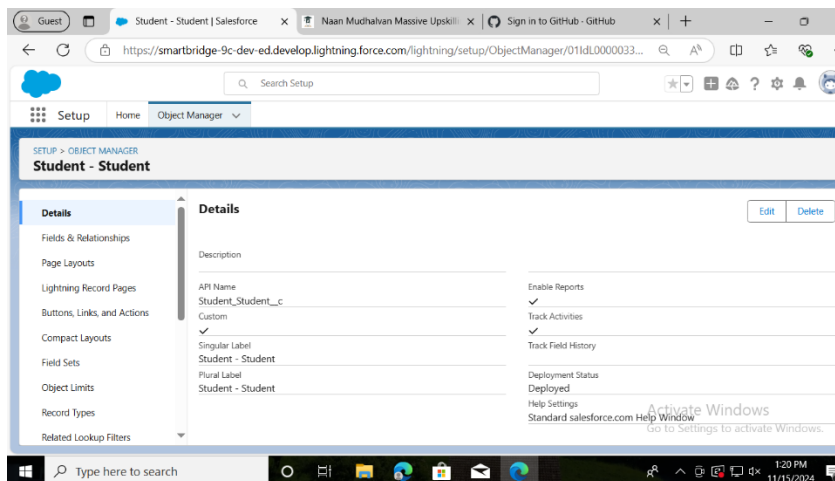 Guest
Student - Student | Salesforce
Naan Mudhalvan Massive Upskilli
Sign in to GitHub · GitHub
https://smartbridge-9c-dev-ed.develop.lightning.force.com/lightning/setup/ObjectManager/01IdL0000033...
Search Setup
Setup
Home
Object Manager
SETUP > OBJECT MANAGER
Student - Student
Details
Fields & Relationships
Page Layouts
Lightning Record Pages
Buttons, Links, and Actions
Compact Layouts
Field Sets
Object Limits
Record Types
Related Lookup Filters
Details
Edit
Delete
Description
API Name
Student_Student__c
Custom
Singular Label
Student - Student
Plural Label
Student - Student
Enable Reports
Track Activities
Track Field History
Deployment Status
Deployed
Help Settings
Standard salesforce.com Help Window
Activate Windows
Go to Settings to activate Windows.
Type here to search
1:20 PM
11/15/2024